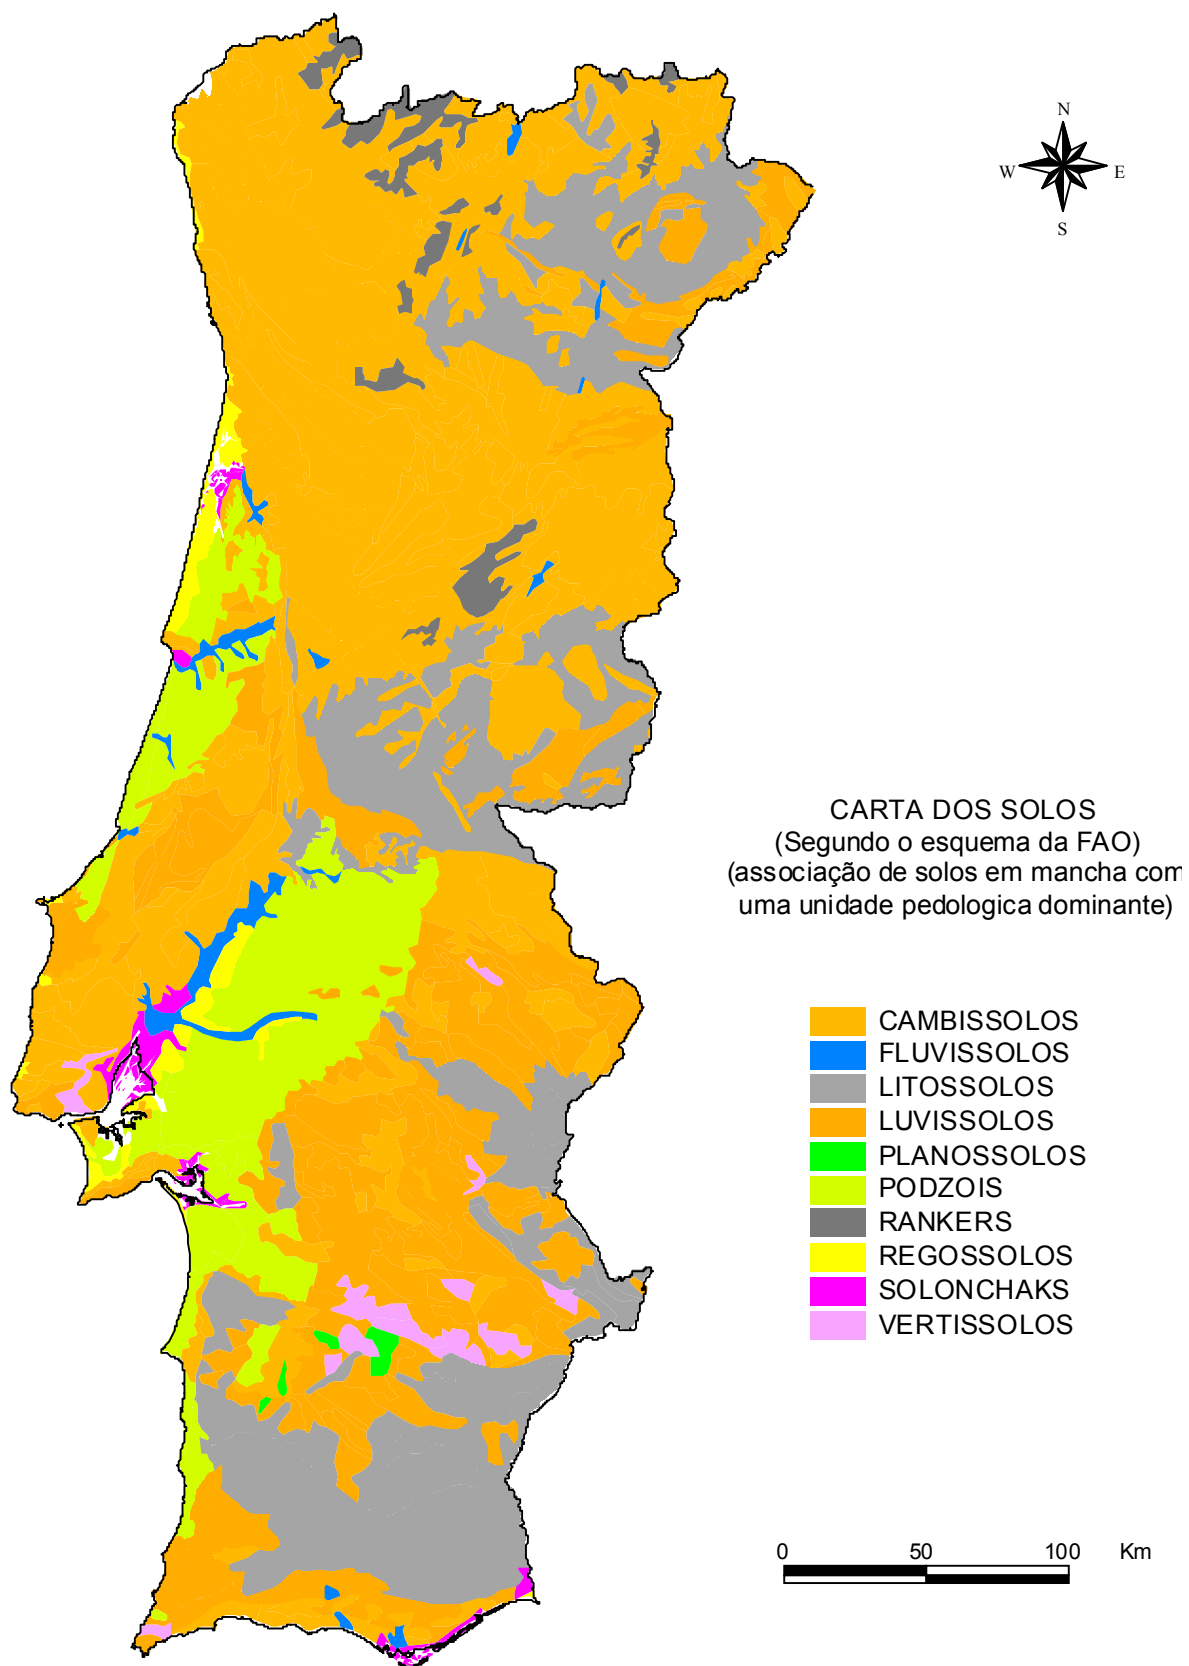 N
W
E
S
CARTA DOS SOLOS
(Segundo o esquema da FAO)
(associação de solos em mancha com
uma unidade pedologica dominante)
CAMBISSOLOS
FLUVISSOLOS
LITOSSOLOS
LUVISSOLOS
PLANOSSOLOS
PODZOIS
RANKERS
REGOSSOLOS
SOLONCHAKS
VERTISSOLOS
0 50 100 Km